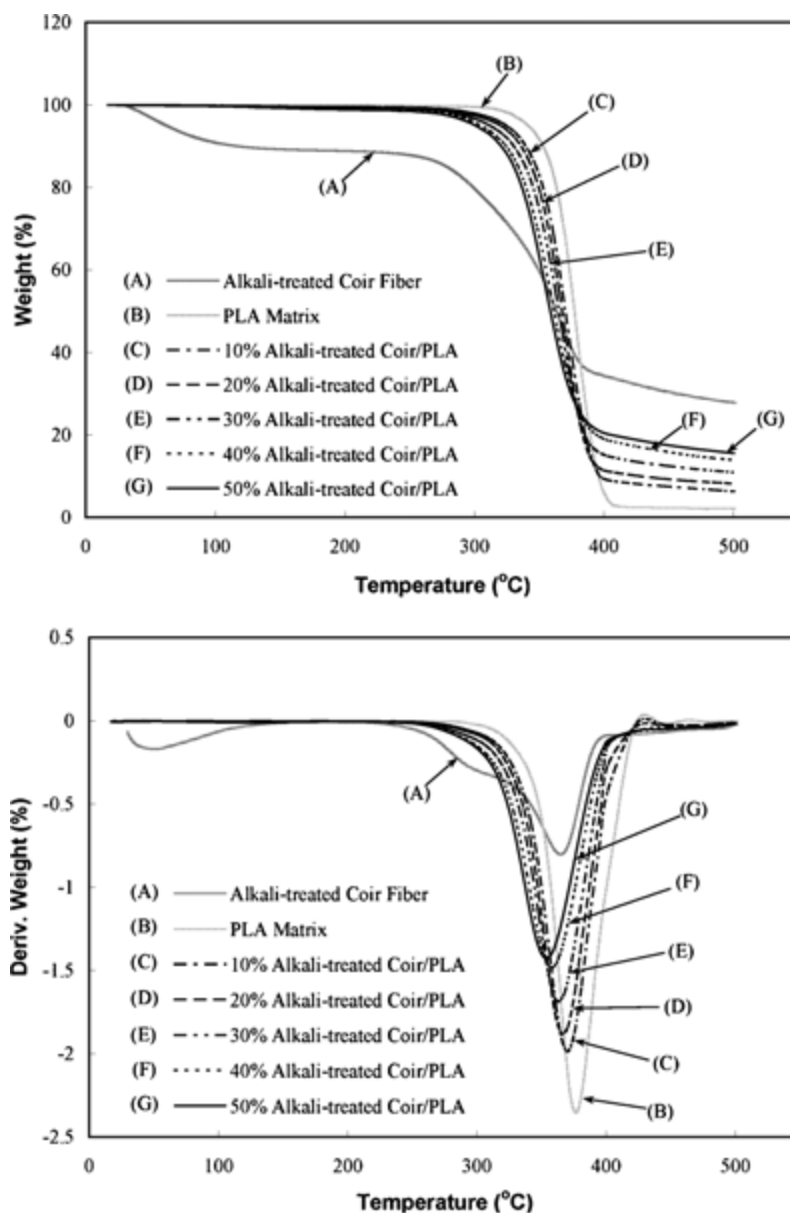 120
100
80
60
40
20
0
Weight (%)
(A)
(B)
(C)
(D)
(E)
(F)
(G)
(A) Alkali-treated Coir Fiber
(B) PLA Matrix
(C) 10% Alkali-treated Coir/PLA
(D) 20% Alkali-treated Coir/PLA
(E) 30% Alkali-treated Coir/PLA
(F) 40% Alkali-treated Coir/PLA
(G) 50% Alkali-treated Coir/PLA
0 100 200 300 400 500
Temperature (°C)
0.5
0
-0.5
-1
-1.5
-2
-2.5
Deriv. Weight (%)
(A)
(G)
(F)
(E)
(D)
(C)
(B)
(A) Alkali-treated Coir Fiber
(B) PLA Matrix
(C) 10% Alkali-treated Coir/PLA
(D) 20% Alkali-treated Coir/PLA
(E) 30% Alkali-treated Coir/PLA
(F) 40% Alkali-treated Coir/PLA
(G) 50% Alkali-treated Coir/PLA
0 100 200 300 400 500
Temperature (°C)